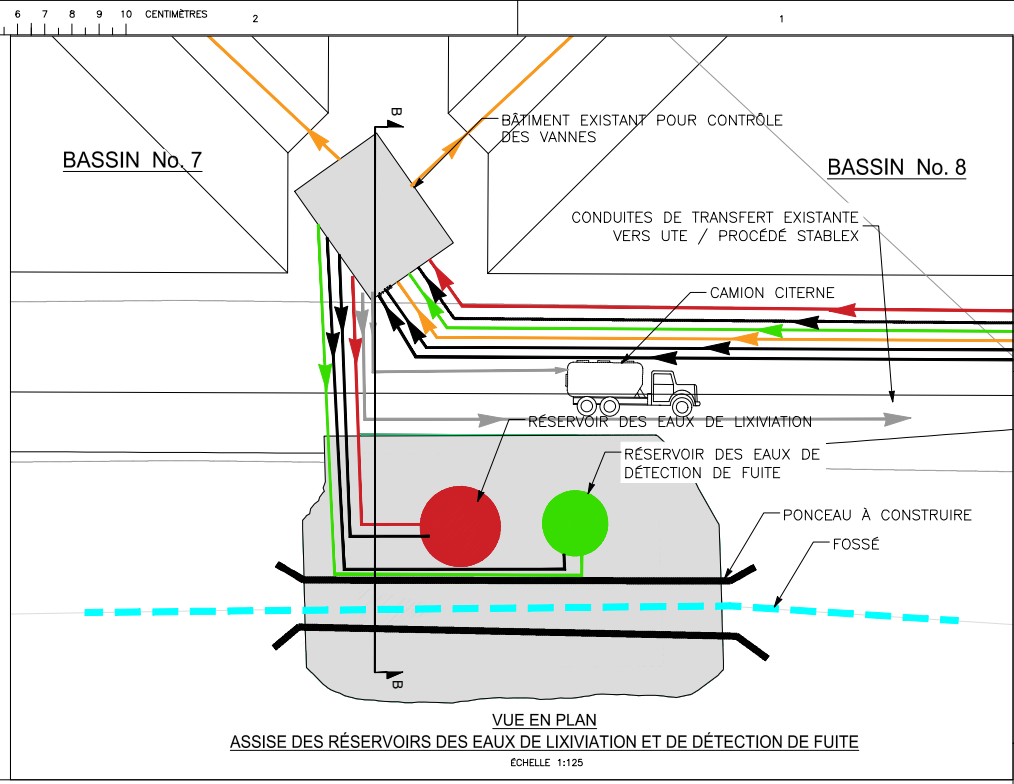 6 7 8 9 10 CENTIMÈTRES
2
1
B
BÂTIMENT EXISTANT POUR CONTRÔLE
DES VANNES
BASSIN No. 7
BASSIN No. 8
CONDUITES DE TRANSFERT EXISTANTE
VERS UTE / PROCÉDÉ STABLEX
CAMION CITERNE
RÉSERVOIR DES EAUX DE LIXIVIATION
RÉSERVOIR DES EAUX DE
DÉTECTION DE FUITE
PONCEAU À CONSTRUIRE
FOSSÉ
B
VUE EN PLAN
ASSISE DES RÉSERVOIRS DES EAUX DE LIXIVIATION ET DE DÉTECTION DE FUITE
ÉCHELLE 1:125